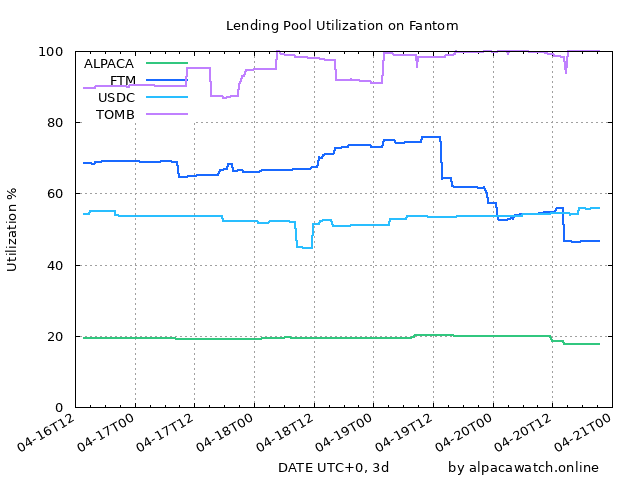 Lending Pool Utilization on Fantom
100
80
60
40
20
0
Utilization %
ALPACA
FTM
USDC
TOMB
04-16T12
04-17T00
04-17T12
04-18T00
04-18T12
04-19T00
04-19T12
04-20T00
04-20T12
04-21T00
DATE UTC+0, 3d
by alpacawatch.online